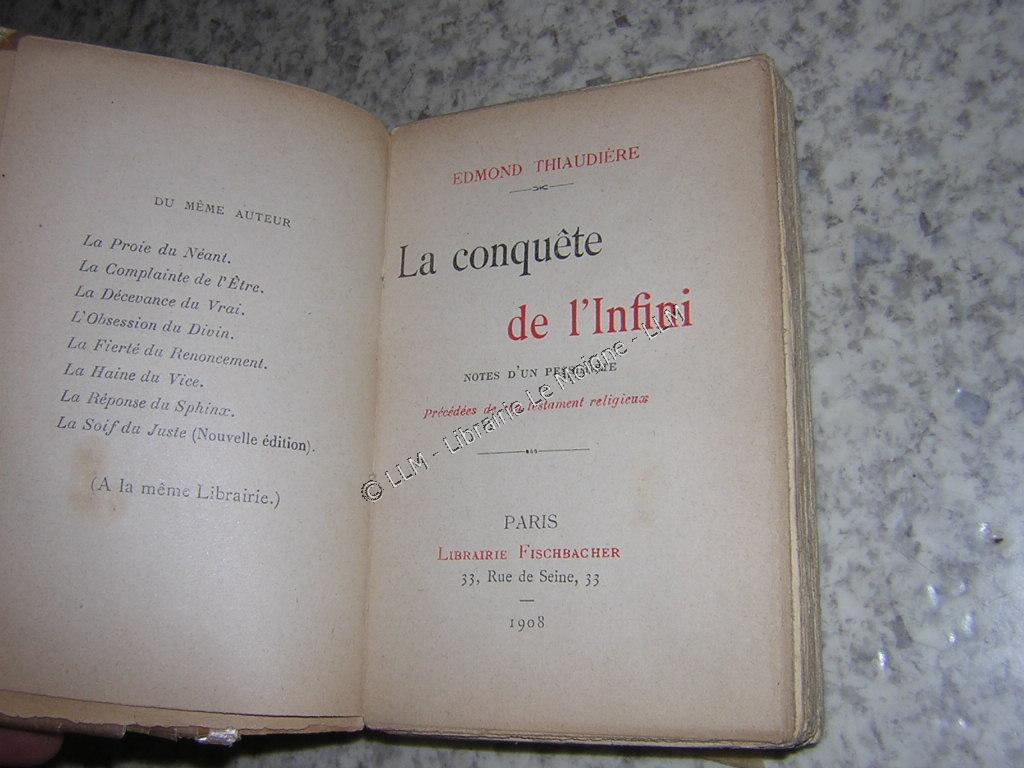 DU MÊME AUTEUR
La Proie du Néant.
La Complainte de l'Être.
La Décevance du Vrai.
L'Obsession du Divin.
La Fierté du Renoncement.
La Haine du Vice.
La Réponse du Sphinx.
La Soif du Juste (Nouvelle édition).
(A la même Librairie.)
EDMOND THIAUDIÈRE
La conquête
de l'Infini
NOTES D'UN PESSIMISTE
Précédées de testament religieux
PARIS
LIBRAIRIE FISCHBACHER
33, Rue de Seine, 33
1908
© LLM - Librairie Le Moigne - LLM